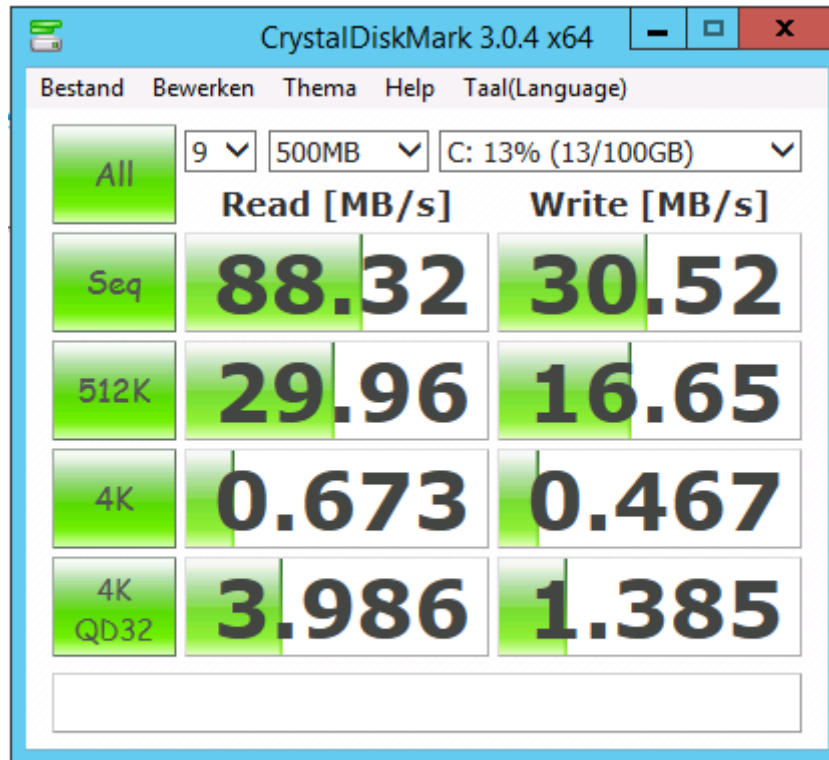 CrystalDiskMark 3.0.4 x64
Bestand Bewerken Thema Help Taal(Language)
All 9 500MB C: 13% (13/100GB)
Read [MB/s] Write [MB/s]
Seq 88.32 30.52
512K 29.96 16.65
4K 0.673 0.467
4K QD32 3.986 1.385